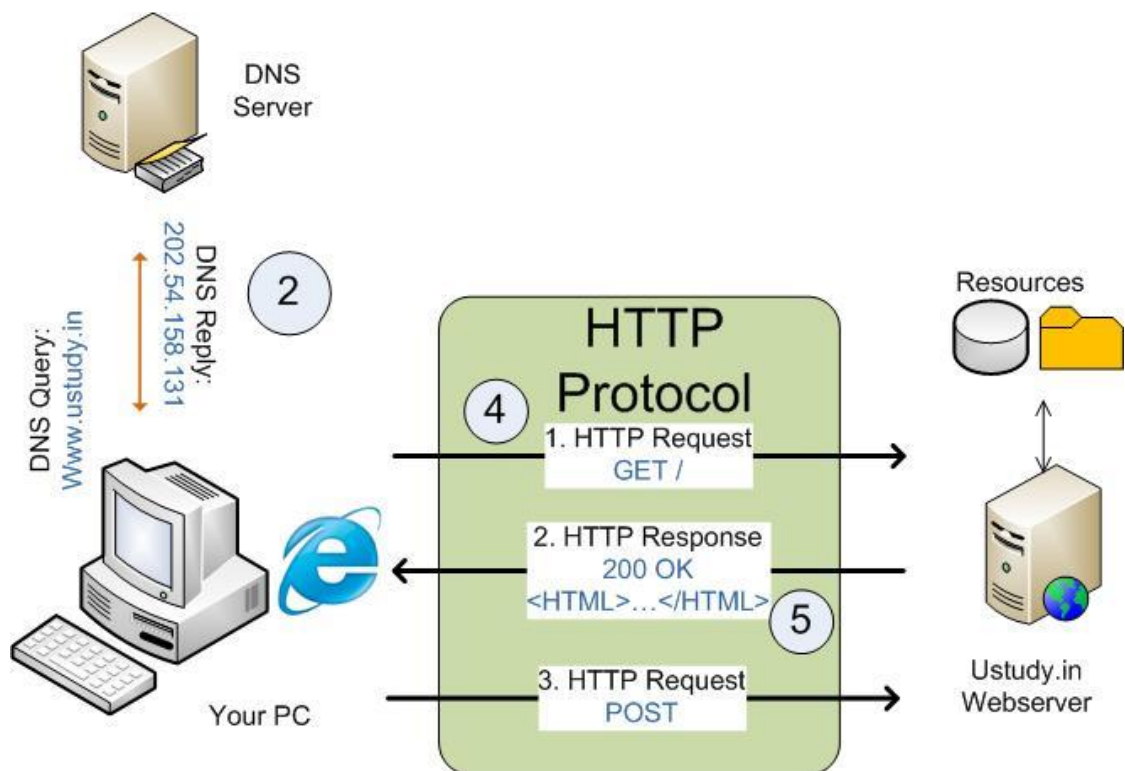 DNS
Server
DNS Query:
Www.ustudy.in
DNS Reply:
202.54.158.131
2
HTTP
Protocol
4
1. HTTP Request
GET /
2. HTTP Response
200 OK
<HTML>...</HTML>
5
3. HTTP Request
POST
Resources
Your PC
Ustudy.in
Webserver